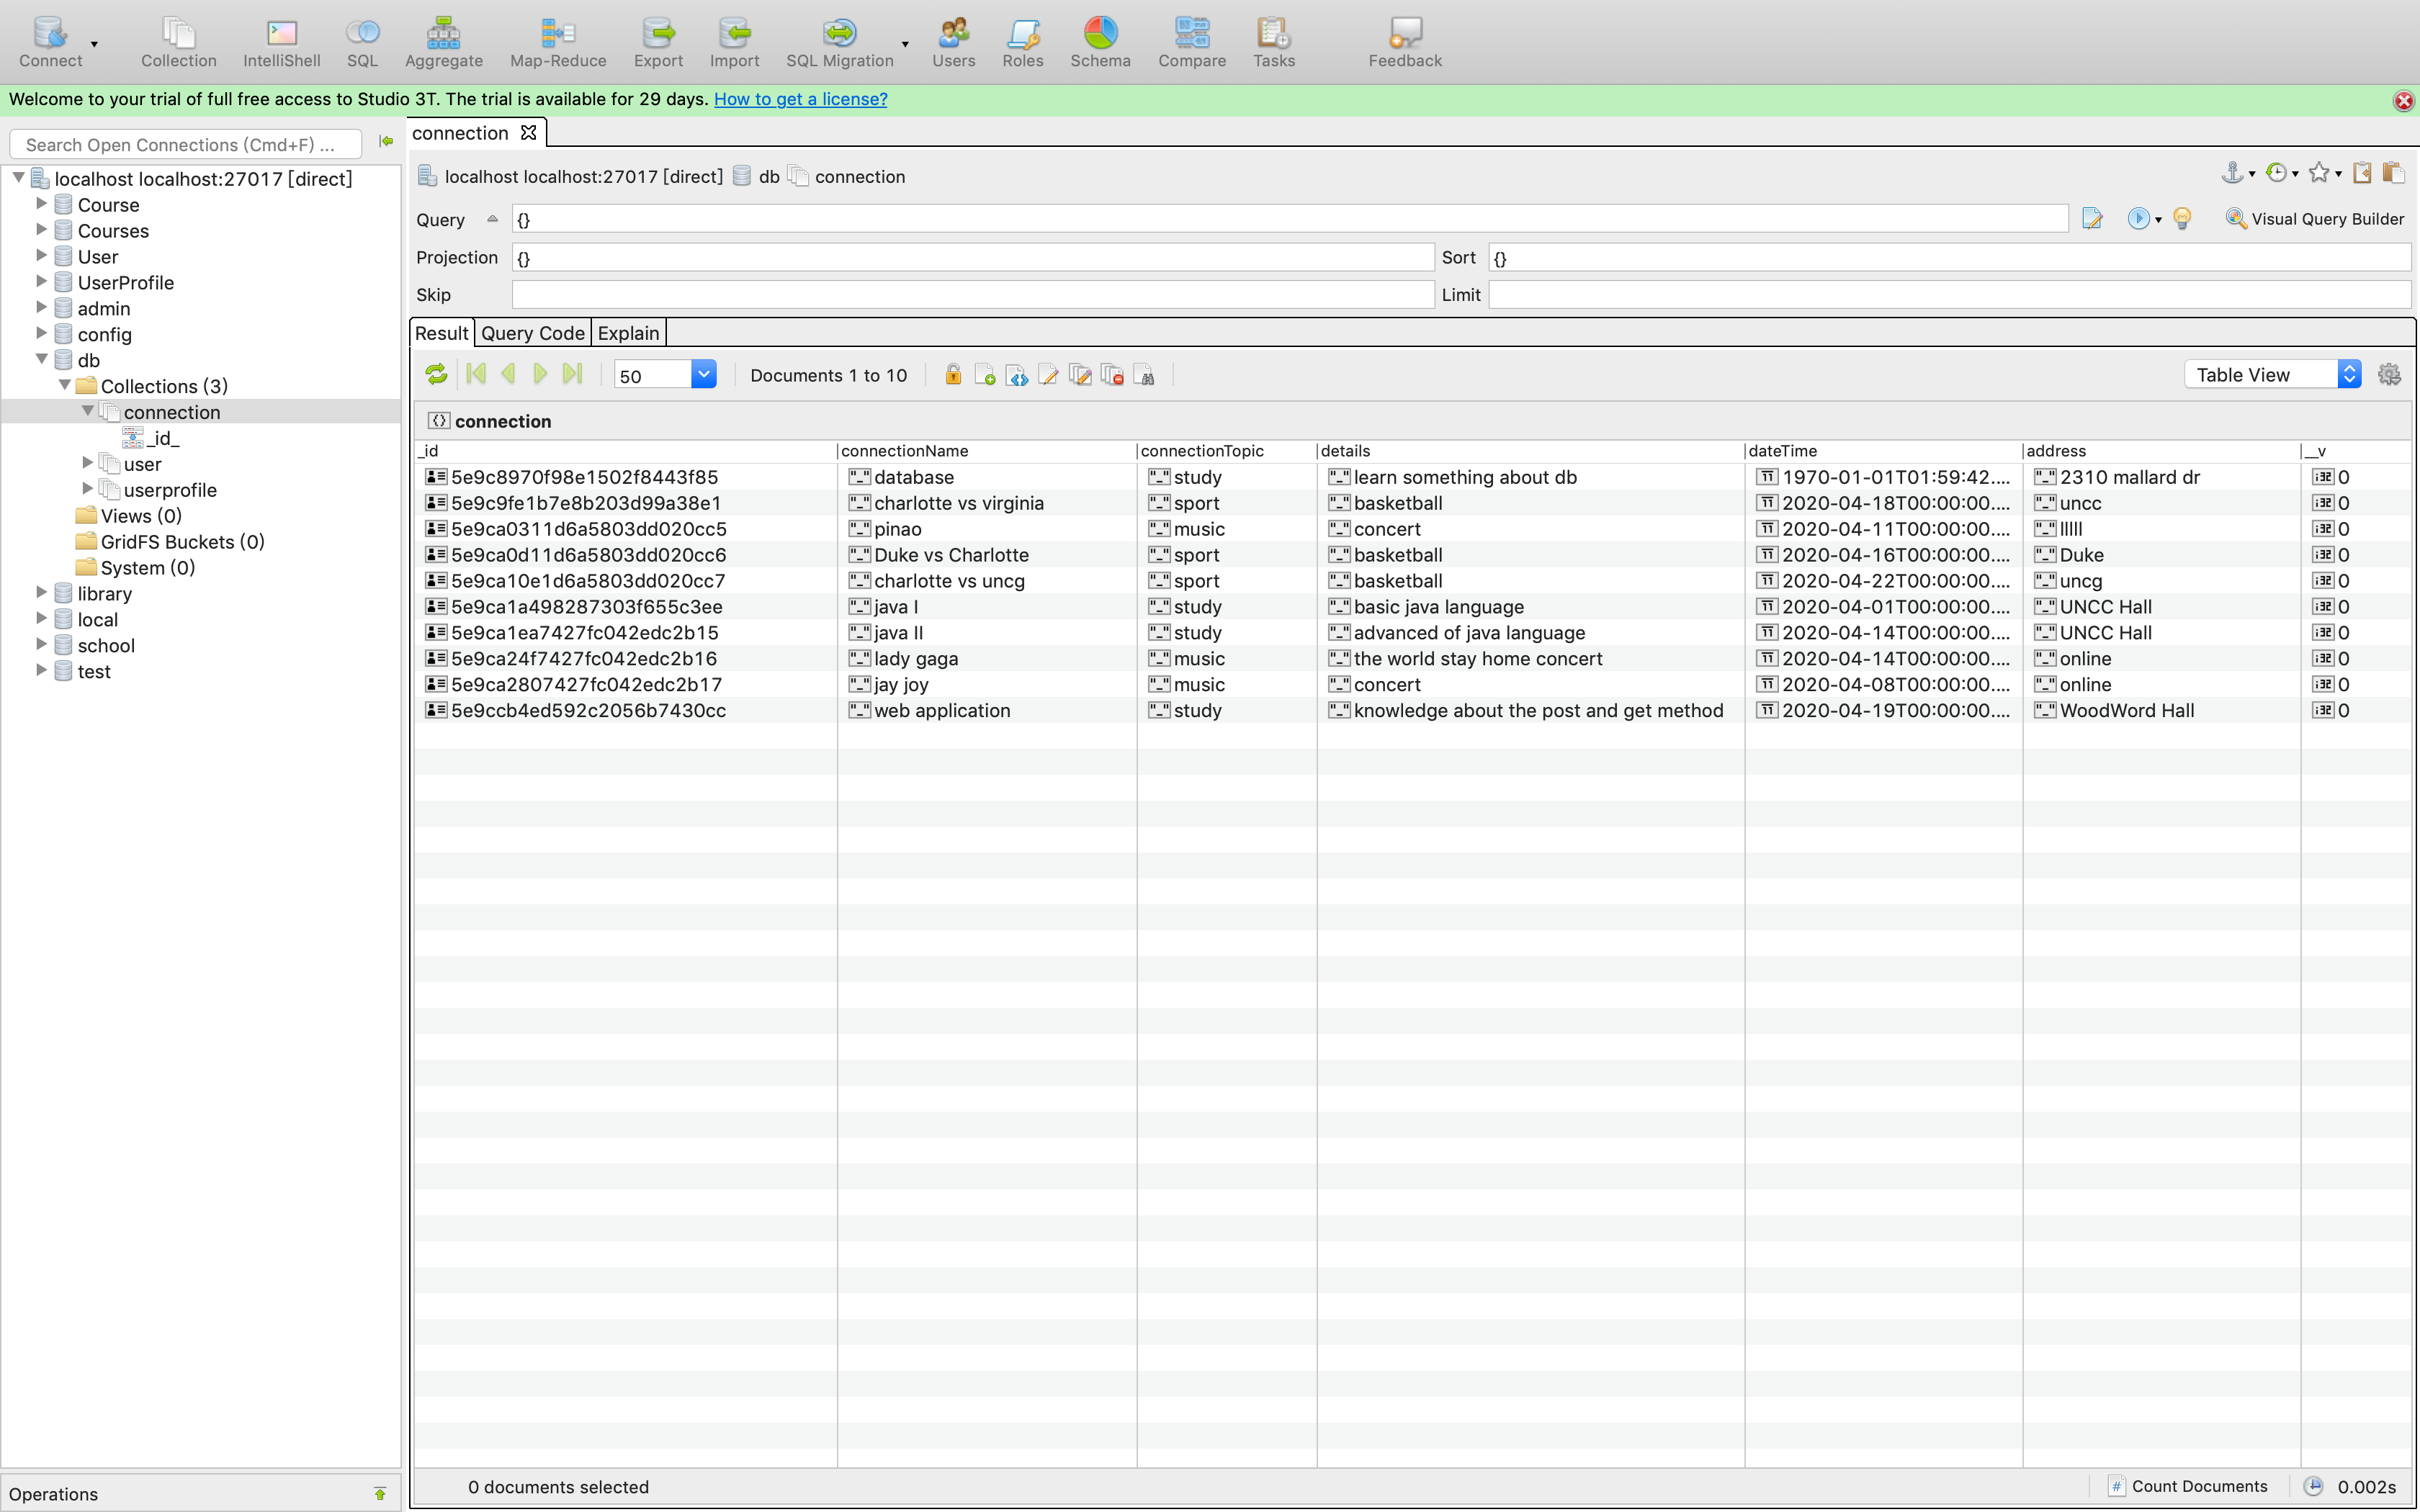 Connect Collection IntelliShell SQL Aggregate Map-Reduce Export Import SQL Migration Users Roles Schema Compare Tasks Feedback
Welcome to your trial of full free access to Studio 3T. The trial is available for 29 days. How to get a license?
Search Open Connections (Cmd+F) ...
localhost localhost:27017 [direct]
Course
Courses
User
UserProfile
admin
config
db
Collections (3)
connection
_id_
user
userprofile
Views (0)
GridFS Buckets (0)
System (0)
library
local
school
test
Operations
connection
localhost localhost:27017 [direct] db connection
Query {} Visual Query Builder
Projection {} Sort {}
Skip Limit
Result Query Code Explain
50 Documents 1 to 10 Table View
{} connection
_id connectionName connectionTopic details dateTime address __v
5e9c8970f98e1502f8443f85 "_" database "_" study "_" learn something about db 1970-01-01T01:59:42.... "_" 2310 mallard dr i32 0
5e9c9fe1b7e8b203d99a38e1 "_" charlotte vs virginia "_" sport "_" basketball 2020-04-18T00:00:00.... "_" uncc i32 0
5e9ca0311d6a5803dd020cc5 "_" pinao "_" music "_" concert 2020-04-11T00:00:00.... "_" lllll i32 0
5e9ca0d11d6a5803dd020cc6 "_" Duke vs Charlotte "_" sport "_" basketball 2020-04-16T00:00:00.... "_" Duke i32 0
5e9ca10e1d6a5803dd020cc7 "_" charlotte vs uncg "_" sport "_" basketball 2020-04-22T00:00:00.... "_" uncg i32 0
5e9ca1a498287303f655c3ee "_" java I "_" study "_" basic java language 2020-04-01T00:00:00.... "_" UNCC Hall i32 0
5e9ca1ea7427fc042edc2b15 "_" java II "_" study "_" advanced of java language 2020-04-14T00:00:00.... "_" UNCC Hall i32 0
5e9ca24f7427fc042edc2b16 "_" lady gaga "_" music "_" the world stay home concert 2020-04-14T00:00:00.... "_" online i32 0
5e9ca2807427fc042edc2b17 "_" jay joy "_" music "_" concert 2020-04-08T00:00:00.... "_" online i32 0
5e9ccb4ed592c2056b7430cc "_" web application "_" study "_" knowledge about the post and get method 2020-04-19T00:00:00.... "_" WoodWord Hall i32 0
0 documents selected # Count Documents 0.002s